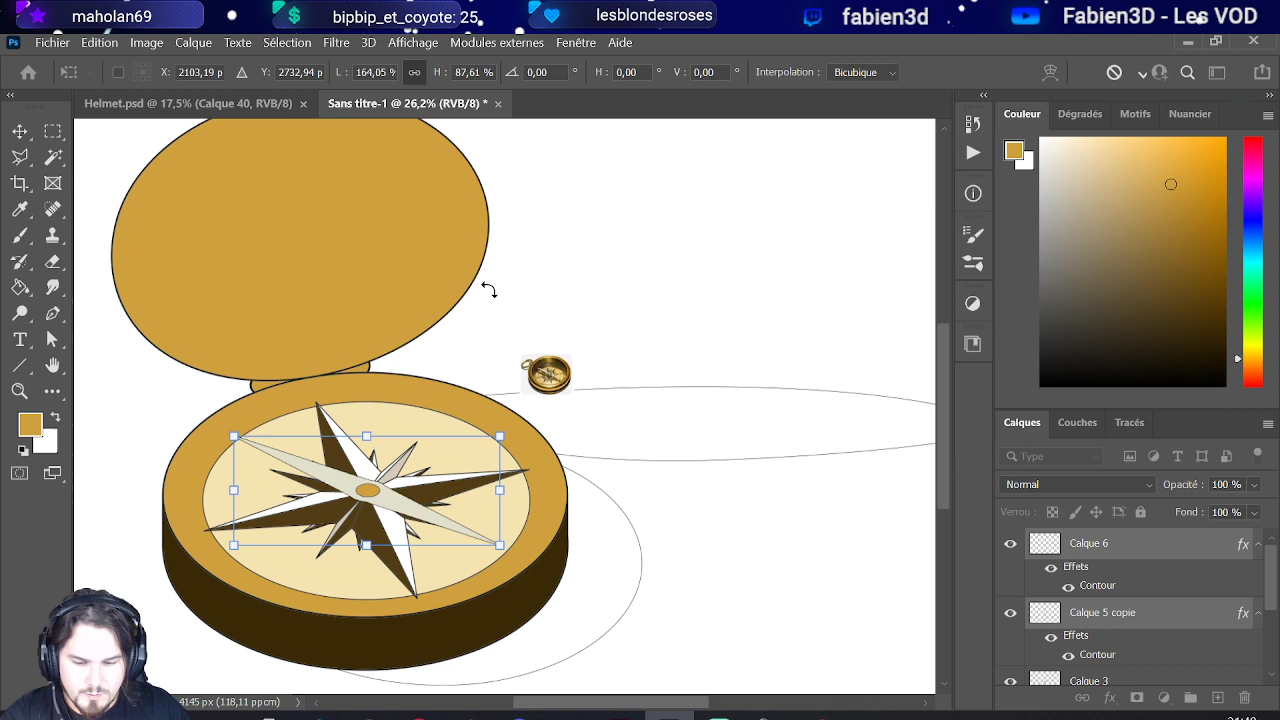 maholan69
bipbip_et_coyote: 25
lesblondesroses
fabien3d
Fabien3D - Les VOD
Ps Fichier Edition Image Calque Texte Sélection Filtre 3D Affichage Modules externes Fenêtre Aide
X: 2103,19 p Y: 2732,94 p L: 164,05 % H: 87,61 % 0,00 ° H: 0,00 ° V: 0,00 ° Interpolation : Bicubique
Helmet.psd @ 17,5% (Calque 40, RVB/8) × Sans titre-1 @ 26,2% (RVB/8) * ×
Couleur Dégradés Motifs Nuancier
Calques Couches Tracés
Type
Normal Opacité : 100 %
Verrou : Fond : 100 %
Calque 6 fx
Effets
Contour
Calque 5 copie fx
Effets
Contour
Calque 3
4145 px (118,11 ppcm)